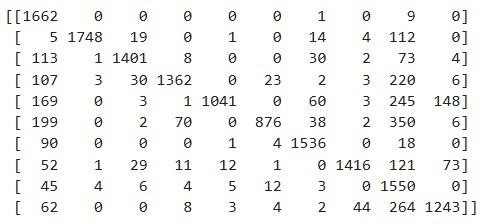 [[1662 0 0 0 0 0 1 0 9 0]
[ 5 1748 19 0 1 0 14 4 112 0]
[ 113 1 1401 8 0 0 30 2 73 4]
[ 107 3 30 1362 0 23 2 3 220 6]
[ 169 0 3 1 1041 0 60 3 245 148]
[ 199 0 2 70 0 876 38 2 350 6]
[ 90 0 0 0 1 4 1536 0 18 0]
[ 52 1 29 11 12 1 0 1416 121 73]
[ 45 4 6 4 5 12 3 0 1550 0]
[ 62 0 0 8 3 4 2 44 264 1243]]